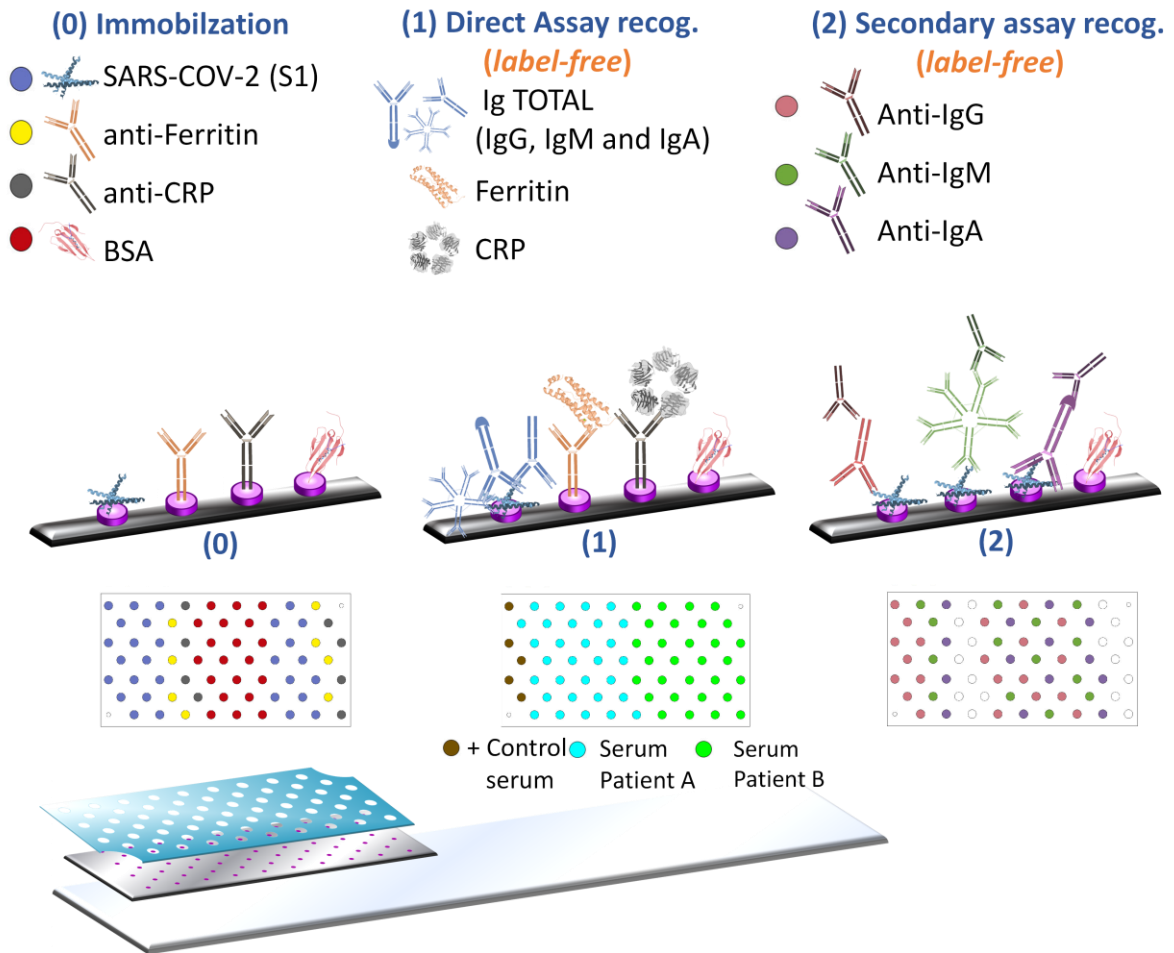 (0) Immobilzation
SARS-COV-2 (S1)
anti-Ferritin
anti-CRP
BSA
(1) Direct Assay recog.
(label-free)
Ig TOTAL
(IgG, IgM and IgA)
Ferritin
CRP
(2) Secondary assay recog.
(label-free)
Anti-IgG
Anti-IgM
Anti-IgA
(0)
(1)
(2)
+ Control
serum
Serum
Patient A
Serum
Patient B